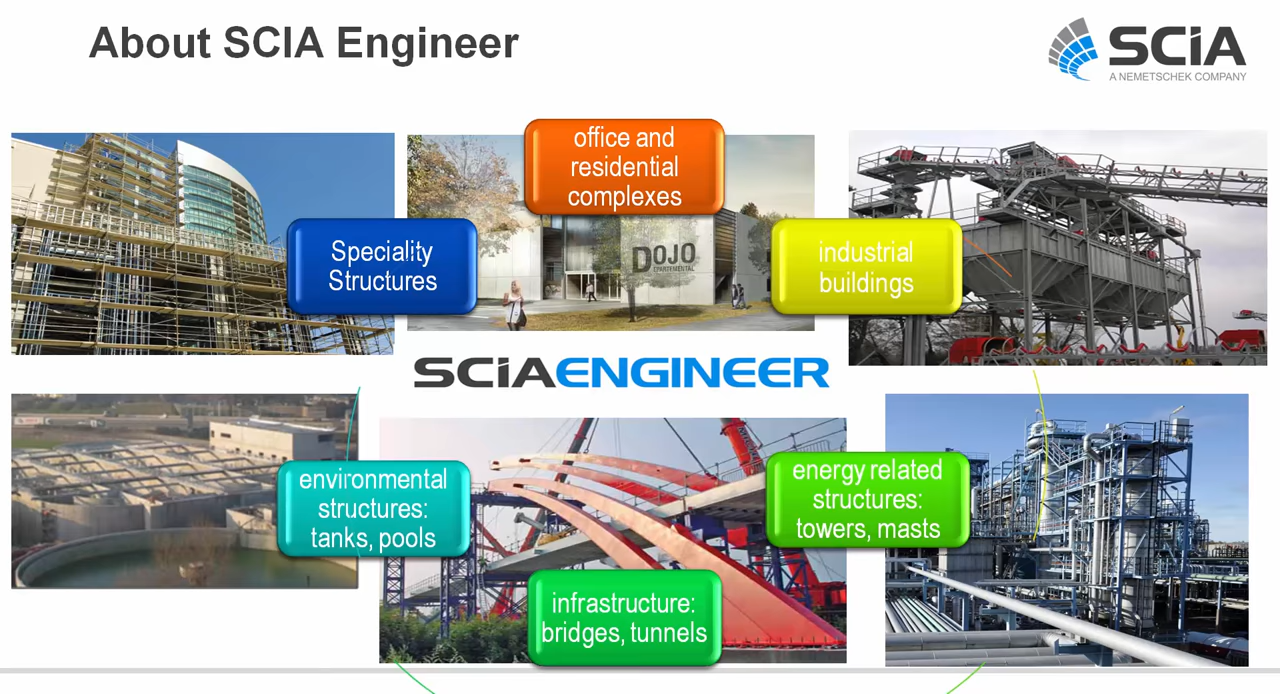 About SCIA Engineer
SCiA
A NEMETSCHEK COMPANY
office and
residential
complexes
Speciality
Structures
DOJO
EPARTEMENTAL
industrial
buildings
SCiAENGINEER
environmental
structures:
tanks, pools
energy related
structures:
towers, masts
infrastructure:
bridges, tunnels